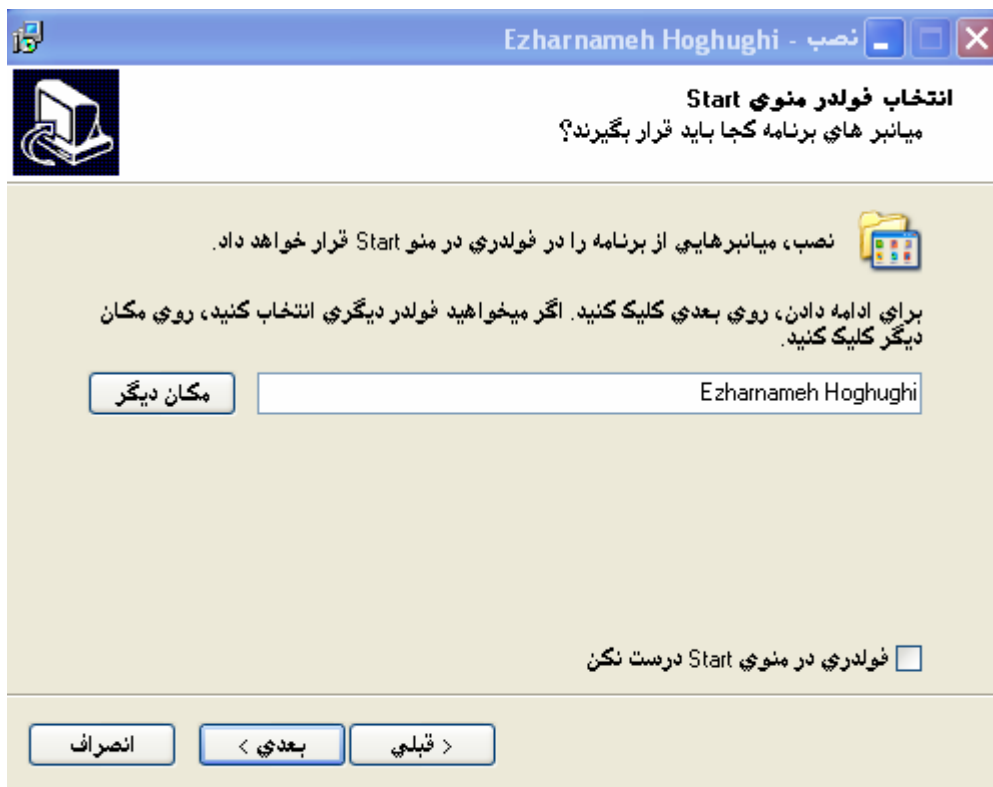 نصب - Ezharnameh Hoghughi
انتخاب فولدر منوي Start
ميانبر هاي برنامه كجا بايد قرار بگيرند؟
نصب، ميانبرهايي از برنامه را در فولدري در منو Start قرار خواهد داد.
براي ادامه دادن، روي بعدي كليك كنيد. اگر ميخواهيد فولدر ديگري انتخاب كنيد، روي مكان
ديگر كليك كنيد.
Ezharnameh Hoghughi
مكان ديگر
فولدري در منوي Start درست نكن
< قبلي
بعدي >
انصراف